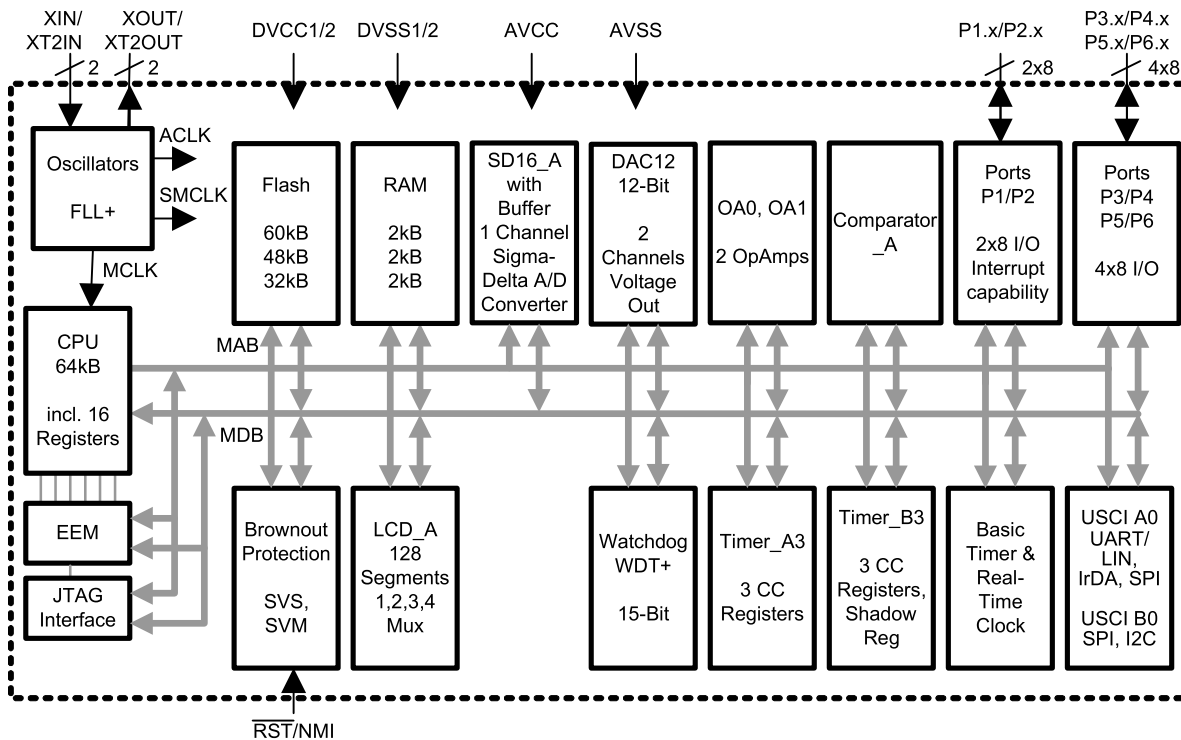 XIN/
XT2IN
XOUT/
XT2OUT
2
2
DVCC1/2
DVSS1/2
AVCC
AVSS
P1.x/P2.x
2x8
P3.x/P4.x
P5.x/P6.x
4x8
Oscillators
FLL+
ACLK
SMCLK
MCLK
Flash
60kB
48kB
32kB
RAM
2kB
2kB
2kB
SD16_A
with
Buffer
1 Channel
Sigma-
Delta A/D
Converter
DAC12
12-Bit
2
Channels
Voltage
Out
OA0, OA1
2 OpAmps
Comparator
_A
Ports
P1/P2
2x8 I/O
Interrupt
capability
Ports
P3/P4
P5/P6
4x8 I/O
CPU
64kB
incl. 16
Registers
MAB
MDB
EEM
JTAG
Interface
Brownout
Protection
SVS,
SVM
LCD_A
128
Segments
1,2,3,4
Mux
Watchdog
WDT+
15-Bit
Timer_A3
3 CC
Registers
Timer_B3
3 CC
Registers,
Shadow
Reg
Basic
Timer &
Real-
Time
Clock
USCI A0
UART/
LIN,
IrDA, SPI
USCI B0
SPI, I2C
RST/NMI